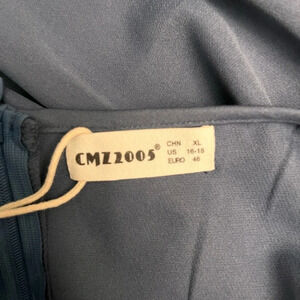 CMZ2005®
CHN XL
US 16-18
EURO 46